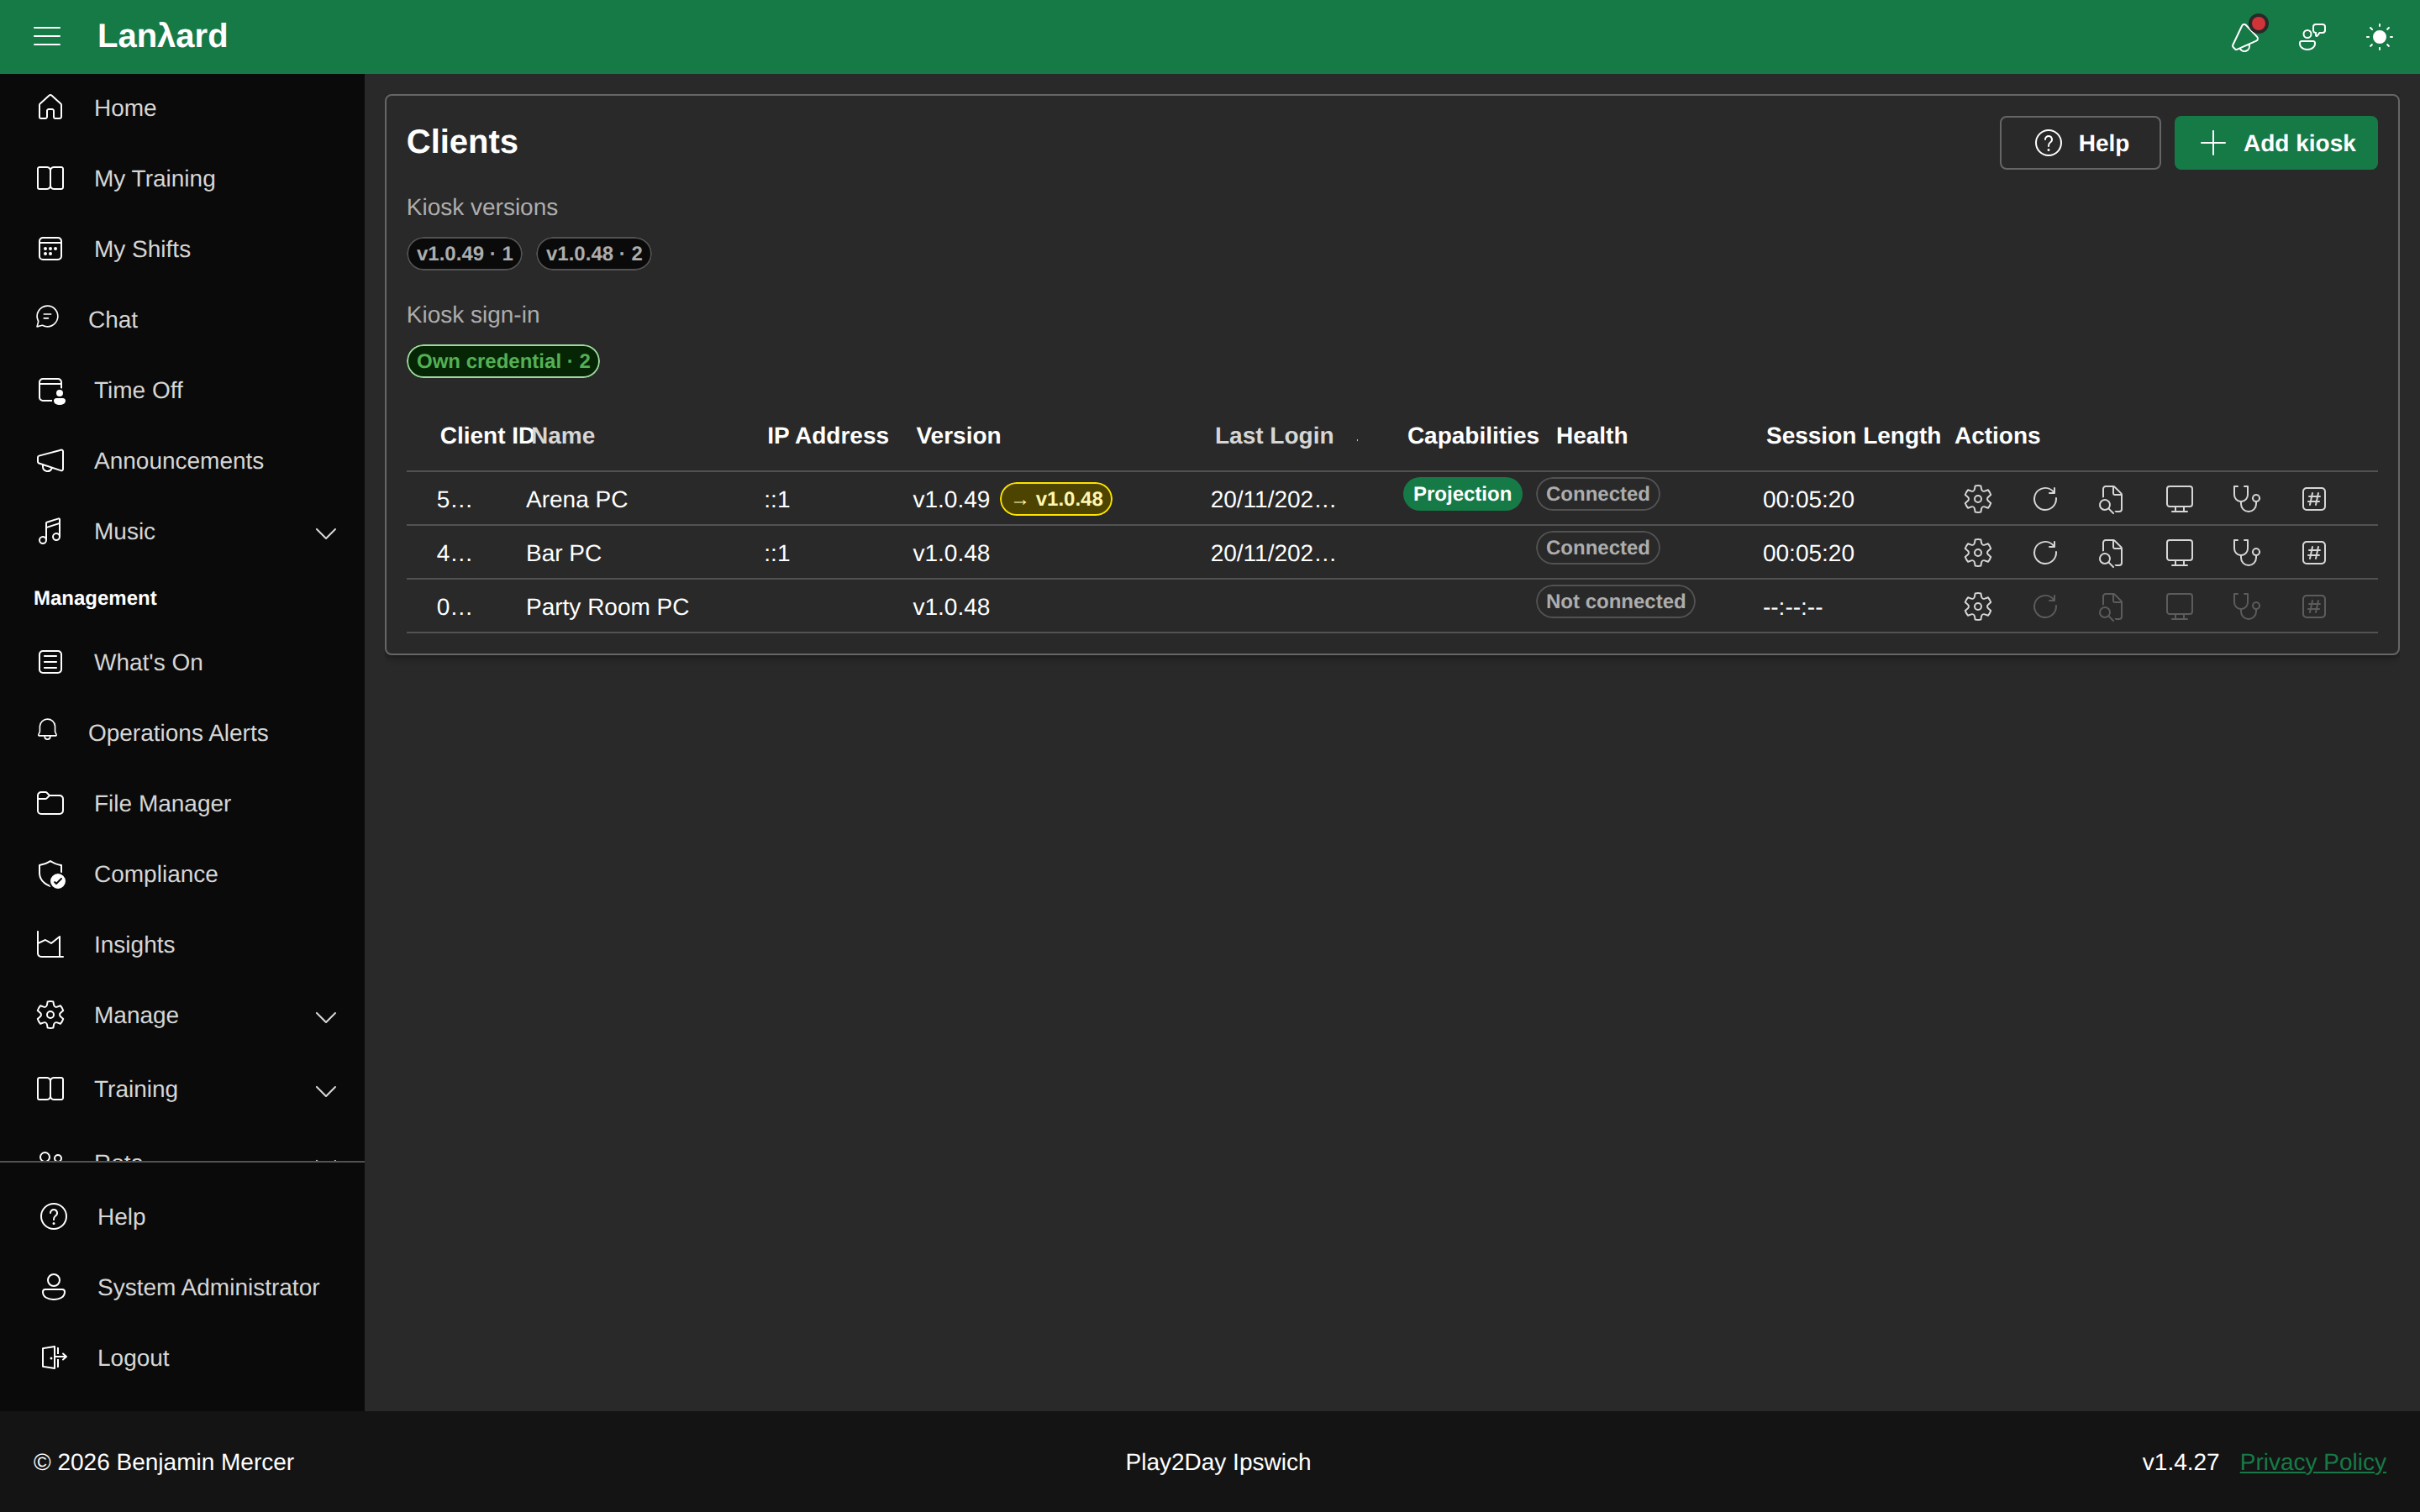 Lanλard
Home
My Training
My Shifts
Chat
Time Off
Announcements
Music
Management
What's On
Operations Alerts
File Manager
Compliance
Insights
Manage
Training
Rota
Help
System Administrator
Logout
Clients
Help
Add kiosk
Kiosk versions
v1.0.49 · 1
v1.0.48 · 2
Kiosk sign-in
Own credential · 2
Client ID Name IP Address Version Last Login Capabilities Health Session Length Actions
5… Arena PC ::1 v1.0.49 → v1.0.48 20/11/202… Projection Connected 00:05:20
4… Bar PC ::1 v1.0.48 20/11/202… Connected 00:05:20
0… Party Room PC v1.0.48 Not connected --:--:--
© 2026 Benjamin Mercer
Play2Day Ipswich
v1.4.27 Privacy Policy